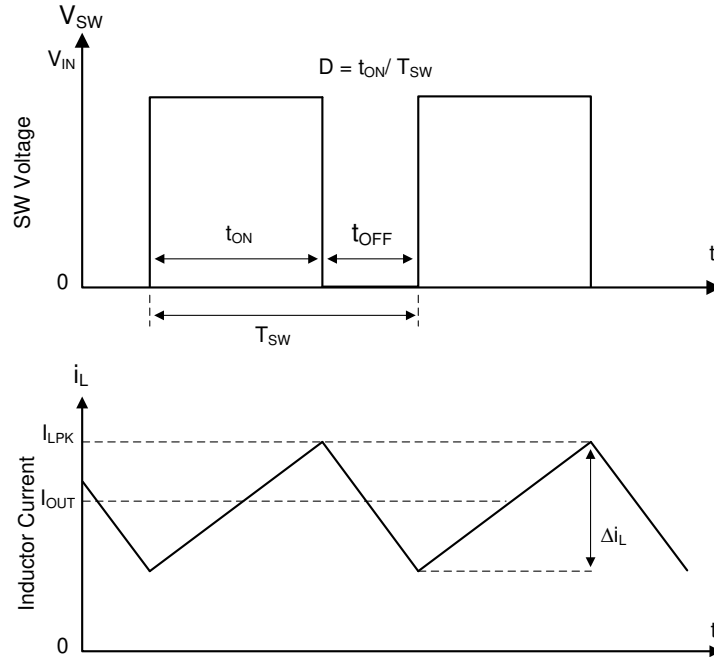 V_SW
V_IN
D = t_ON/ T_SW
SW Voltage
t_ON
t_OFF
t
0
T_SW
i_L
I_LPK
I_OUT
Inductor Current
Δi_L
0
t